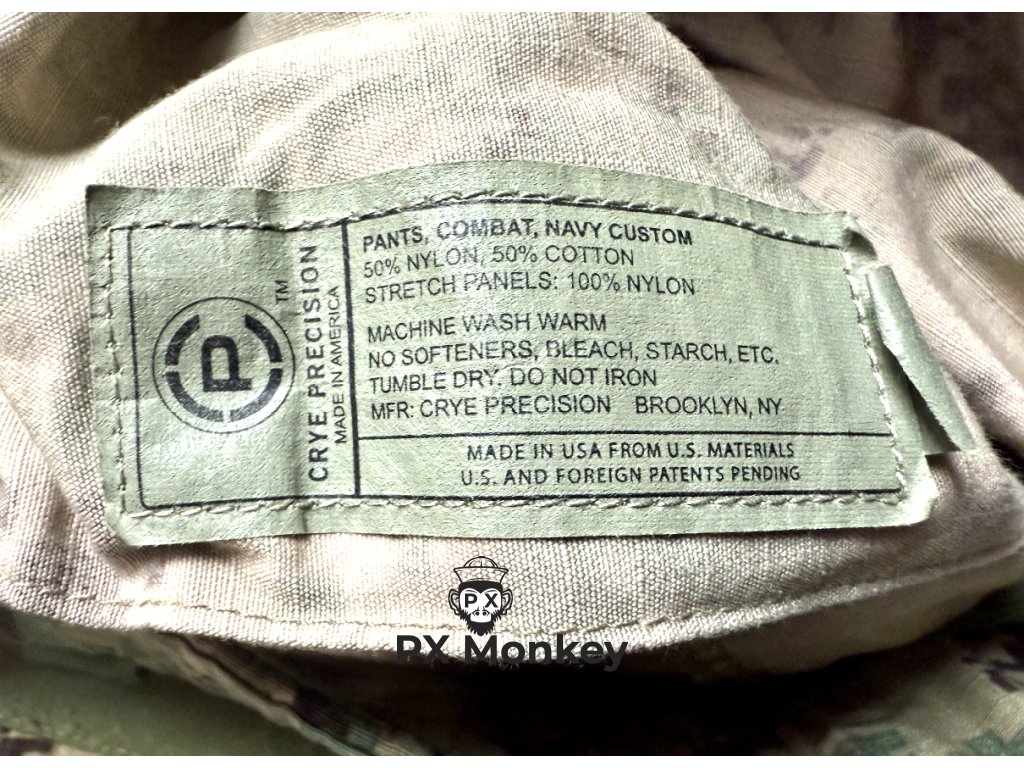 P
TM
CRYE PRECISION
MADE IN AMERICA
PANTS, COMBAT, NAVY CUSTOM
50% NYLON, 50% COTTON
STRETCH PANELS: 100% NYLON
MACHINE WASH WARM
NO SOFTENERS, BLEACH, STARCH, ETC.
TUMBLE DRY. DO NOT IRON
MFR: CRYE PRECISION BROOKLYN, NY
MADE IN USA FROM U.S. MATERIALS
U.S. AND FOREIGN PATENTS PENDING
PX
PX Monkey